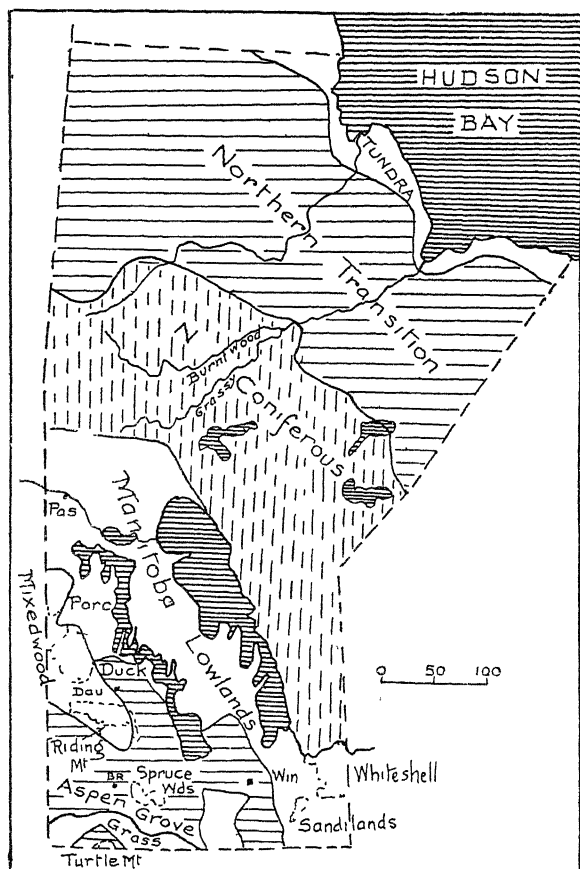 HUDSON
BAY
TUNDRA
Northern
Transition
N
Burntwood
Grassy
Coniferous
Pas
Manitoba
Lowlands
Mixedwood
Porc
Duck
Dau
0 50 100
Riding
Mt
BR
Spruce
Wds
Win
Whiteshell
Aspen Grove
Sandilands
Grass
Turtle Mt